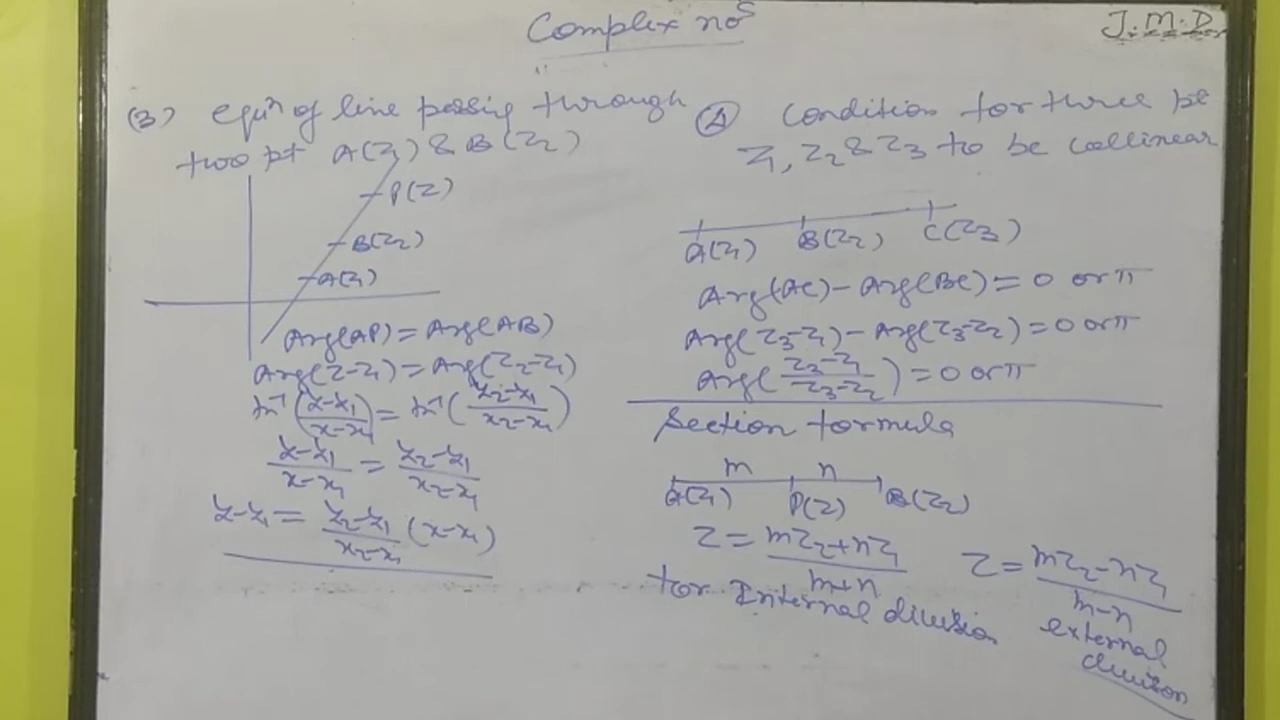 Complex no^s
J.M.D.
(3) equⁿ of line passig through
two pt A(z₁) & B(z₂)
P(z)
B(z₂)
A(z₁)
Arg(AP) = Arg(AB)
Arg(z-z₁) = Arg(z₂-z₁)
tn⁻¹((y-y₁)/(x-x₁)) = tn⁻¹((y₂-y₁)/(x₂-x₁))
(y-y₁)/(x-x₁) = (y₂-y₁)/(x₂-x₁)
y-y₁ = (y₂-y₁)/(x₂-x₁) (x-x₁)
(4) Condition for three pt
z₁, z₂ & z₃ to be collinear
A(z₁) B(z₂) C(z₃)
Arg(AC) - Arg(BC) = 0 or π
Arg(z₃-z₁) - Arg(z₃-z₂) = 0 or π
Arg((z₃-z₁)/(z₃-z₂)) = 0 or π
Section formula
m n
A(z₁) P(z) B(z₂)
z = (mz₂+nz₁)/(m+n)
for Internal division
z = (mz₂-nz₁)/(m-n)
external
division